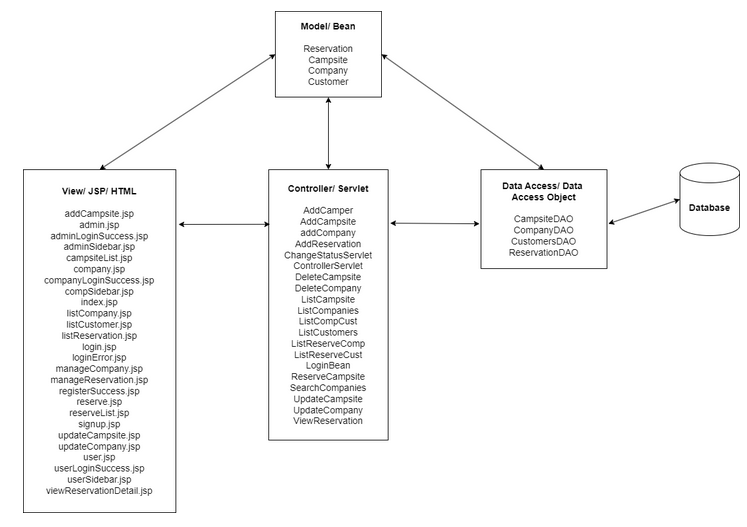 Model/ Bean
Reservation
Campsite
Company
Customer
View/ JSP/ HTML
addCampsite.jsp
admin.jsp
adminLoginSuccess.jsp
adminSidebar.jsp
campsiteList.jsp
company.jsp
companyLoginSuccess.jsp
compSidebar.jsp
index.jsp
listCompany.jsp
listCustomer.jsp
listReservation.jsp
login.jsp
loginError.jsp
manageCompany.jsp
manageReservation.jsp
registerSuccess.jsp
reserve.jsp
reserveList.jsp
signup.jsp
updateCampsite.jsp
updateCompany.jsp
user.jsp
userLoginSuccess.jsp
userSidebar.jsp
viewReservationDetail.jsp
Controller/ Servlet
AddCamper
AddCampsite
addCompany
AddReservation
ChangeStatusServlet
ControllerServlet
DeleteCampsite
DeleteCompany
ListCampsite
ListCompanies
ListCompCust
ListCustomers
ListReserveComp
ListReserveCust
LoginBean
ReserveCampsite
SearchCompanies
UpdateCampsite
UpdateCompany
ViewReservation
Data Access/ Data
Access Object
CampsiteDAO
CompanyDAO
CustomersDAO
ReservationDAO
Database